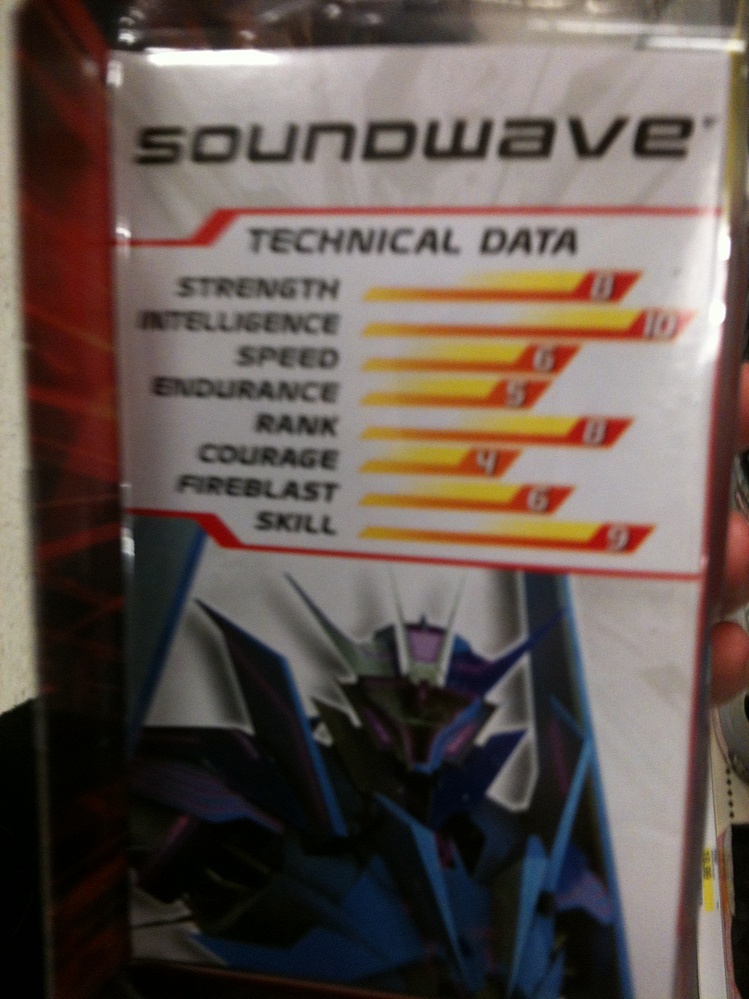 SOUNDWAVE
TECHNICAL DATA
STRENGTH 8
INTELLIGENCE 10
SPEED 6
ENDURANCE 5
RANK 8
COURAGE 4
FIREBLAST 6
SKILL 9